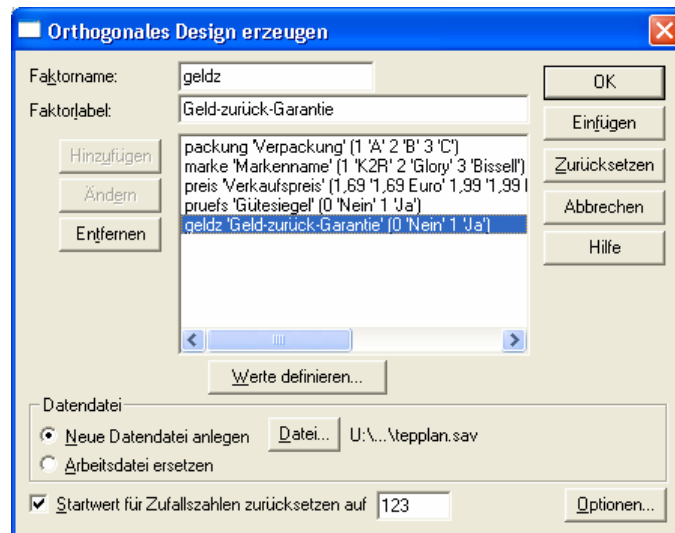 Orthogonales Design erzeugen
Faktorname:
geldz
OK
Faktorlabel:
Geld-zurück-Garantie
Einfügen
Hinzufügen
packung 'Verpackung' (1 'A' 2 'B' 3 'C')
marke 'Markenname' (1 'K2R' 2 'Glory' 3 'Bissell')
Zurücksetzen
preis 'Verkaufspreis' (1,69 '1,69 Euro' 1,99 '1,99
Ändern
pruefs 'Gütesiegel' (0 'Nein' 1 'Ja')
Abbrechen
geldz 'Geld-zurück-Garantie' (0 'Nein' 1 'Ja')
Entfernen
Hilfe
Werte definieren...
Datendatei
Neue Datendatei anlegen
Datei...
U:\...\tepplan.sav
Arbeitsdatei ersetzen
Startwert für Zufallszahlen zurücksetzen auf
123
Optionen...